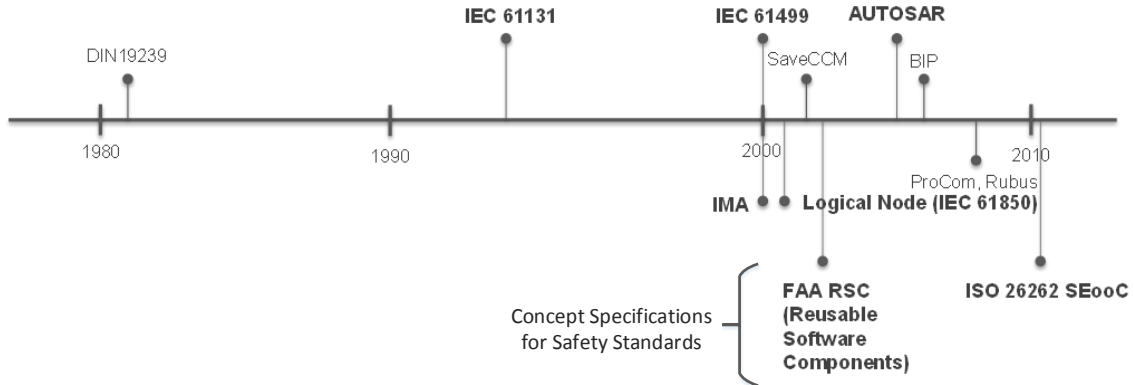 IEC 61131
IEC 61499
AUTOSAR
DIN19239
SaveCCM
BIP
1980
1990
2000
2010
ProCom, Rubus
IMA
Logical Node (IEC 61850)
Concept Specifications
for Safety Standards
FAA RSC
(Reusable
Software
Components)
ISO 26262 SEooC